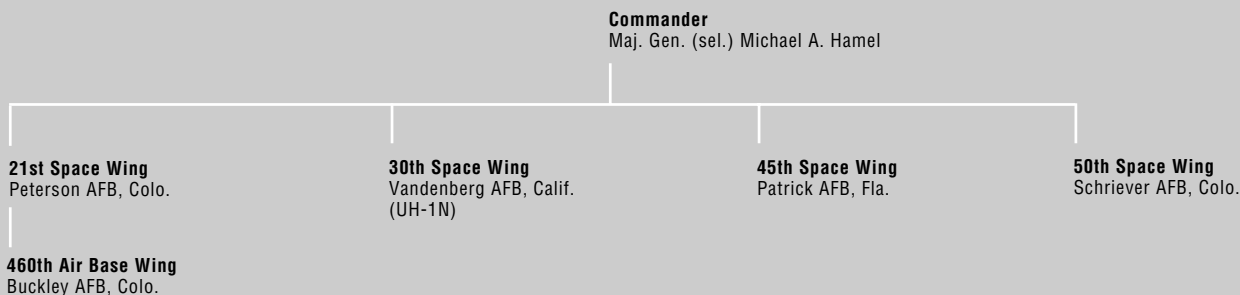 Commander
Maj. Gen. (sel.) Michael A. Hamel
21st Space Wing
Peterson AFB, Colo.
30th Space Wing
Vandenberg AFB, Calif.
(UH-1N)
45th Space Wing
Patrick AFB, Fla.
50th Space Wing
Schriever AFB, Colo.
460th Air Base Wing
Buckley AFB, Colo.